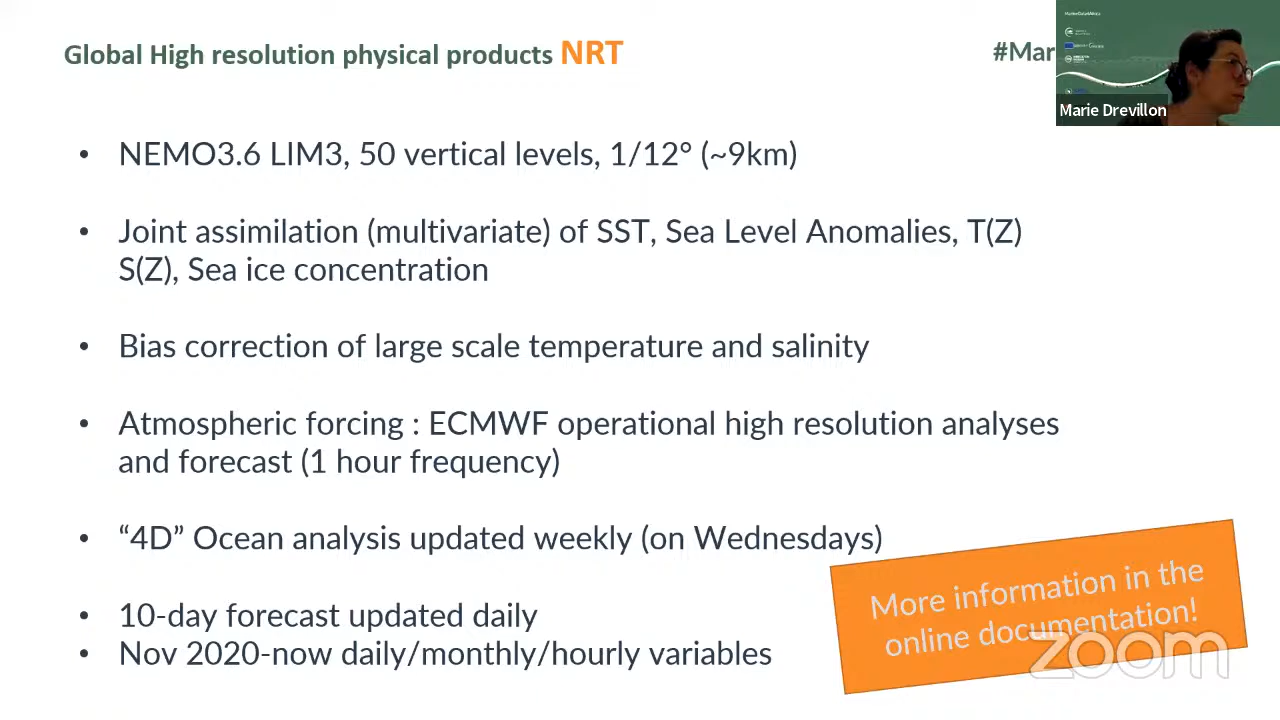 Global High resolution physical products NRT
#Mar
Marie Drevillon
• NEMO3.6 LIM3, 50 vertical levels, 1/12° (~9km)
• Joint assimilation (multivariate) of SST, Sea Level Anomalies, T(Z)
S(Z), Sea ice concentration
• Bias correction of large scale temperature and salinity
• Atmospheric forcing : ECMWF operational high resolution analyses
and forecast (1 hour frequency)
• “4D” Ocean analysis updated weekly (on Wednesdays)
• 10-day forecast updated daily
• Nov 2020-now daily/monthly/hourly variables
More information in the
online documentation!
zoom